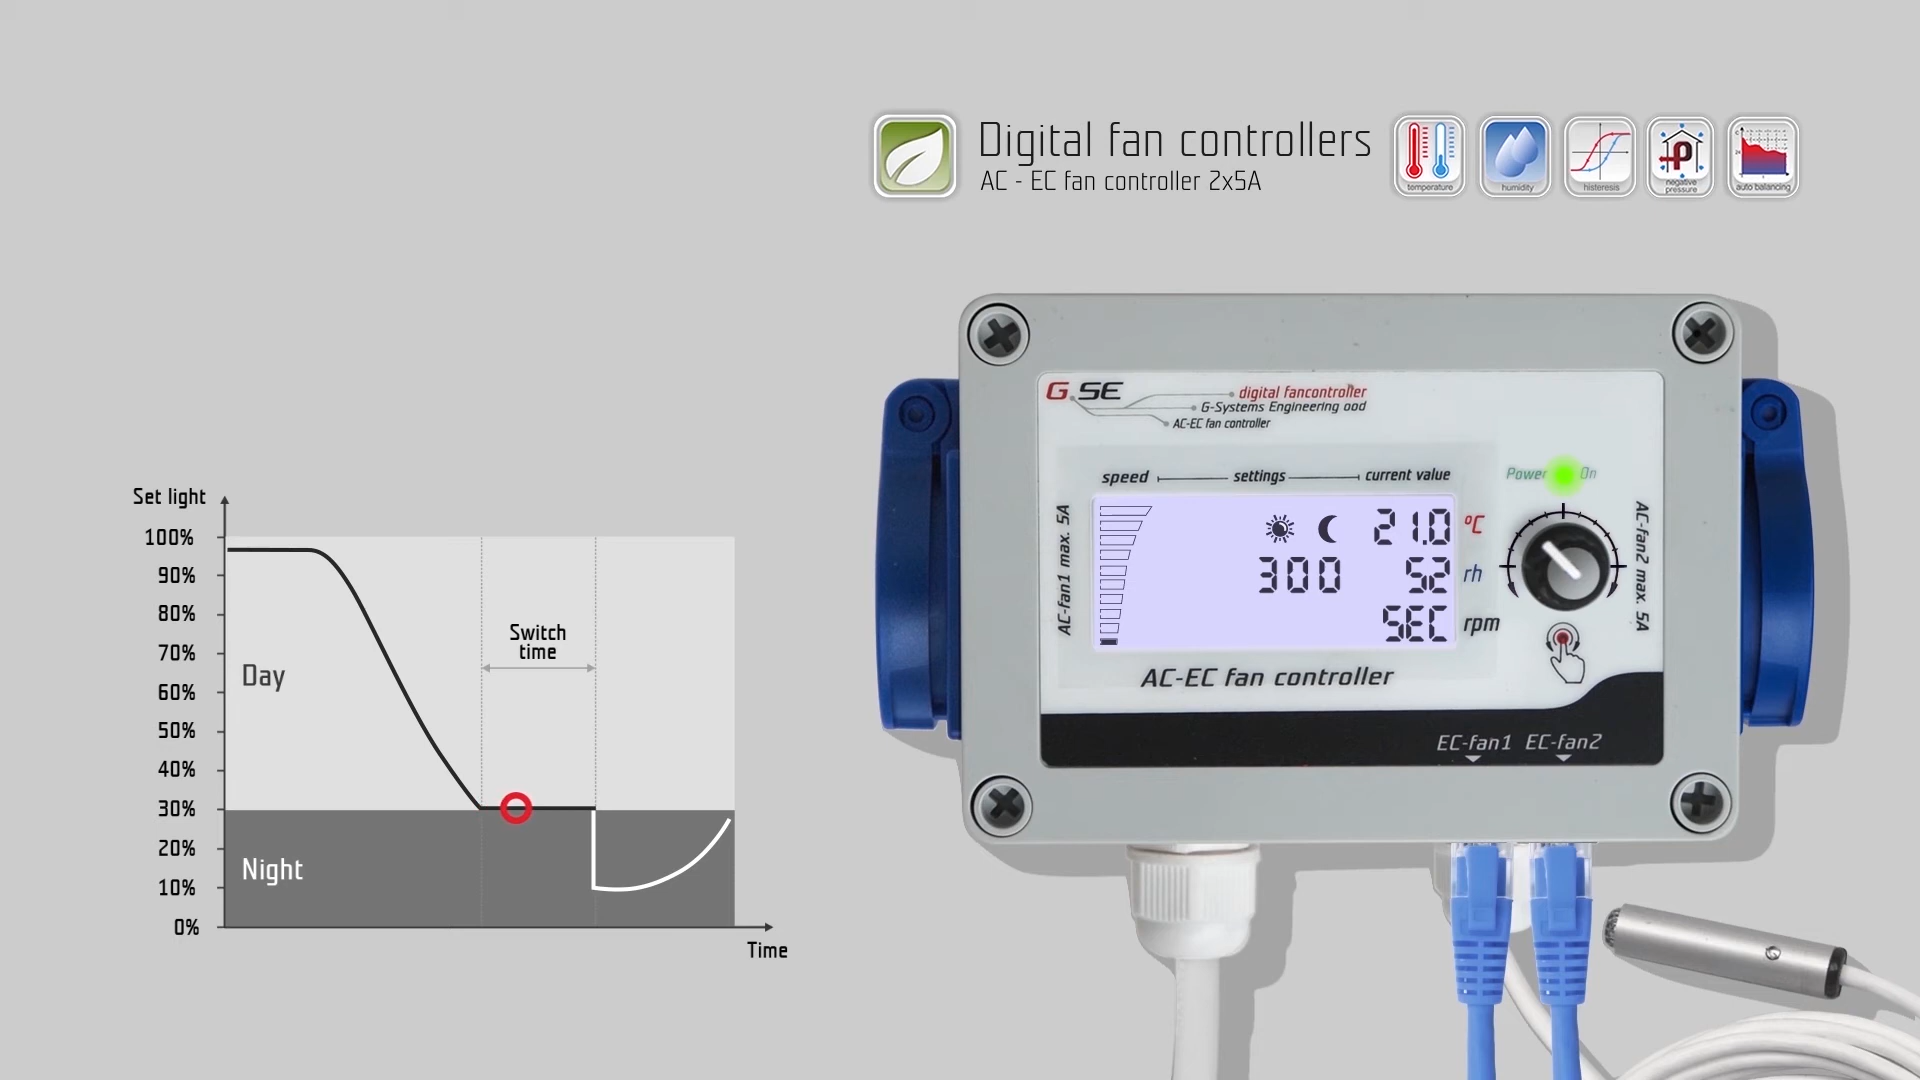 Digital fan controllers
AC - EC fan controller 2x5A
temperature
humidity
histeresis
negative
pressure
auto balancing
G.SE
digital fancontroller
G-Systems Engineering ood
AC-EC fan controller
speed
settings
current value
Power On
AC-fan1 max. 5A
AC-fan2 max. 5A
21.0 °C
300 52 rh
SEC rpm
AC-EC fan controller
EC-fan1 EC-fan2
Set light
100%
90%
80%
70%
60%
50%
40%
30%
20%
10%
0%
Switch
time
Day
Night
Time